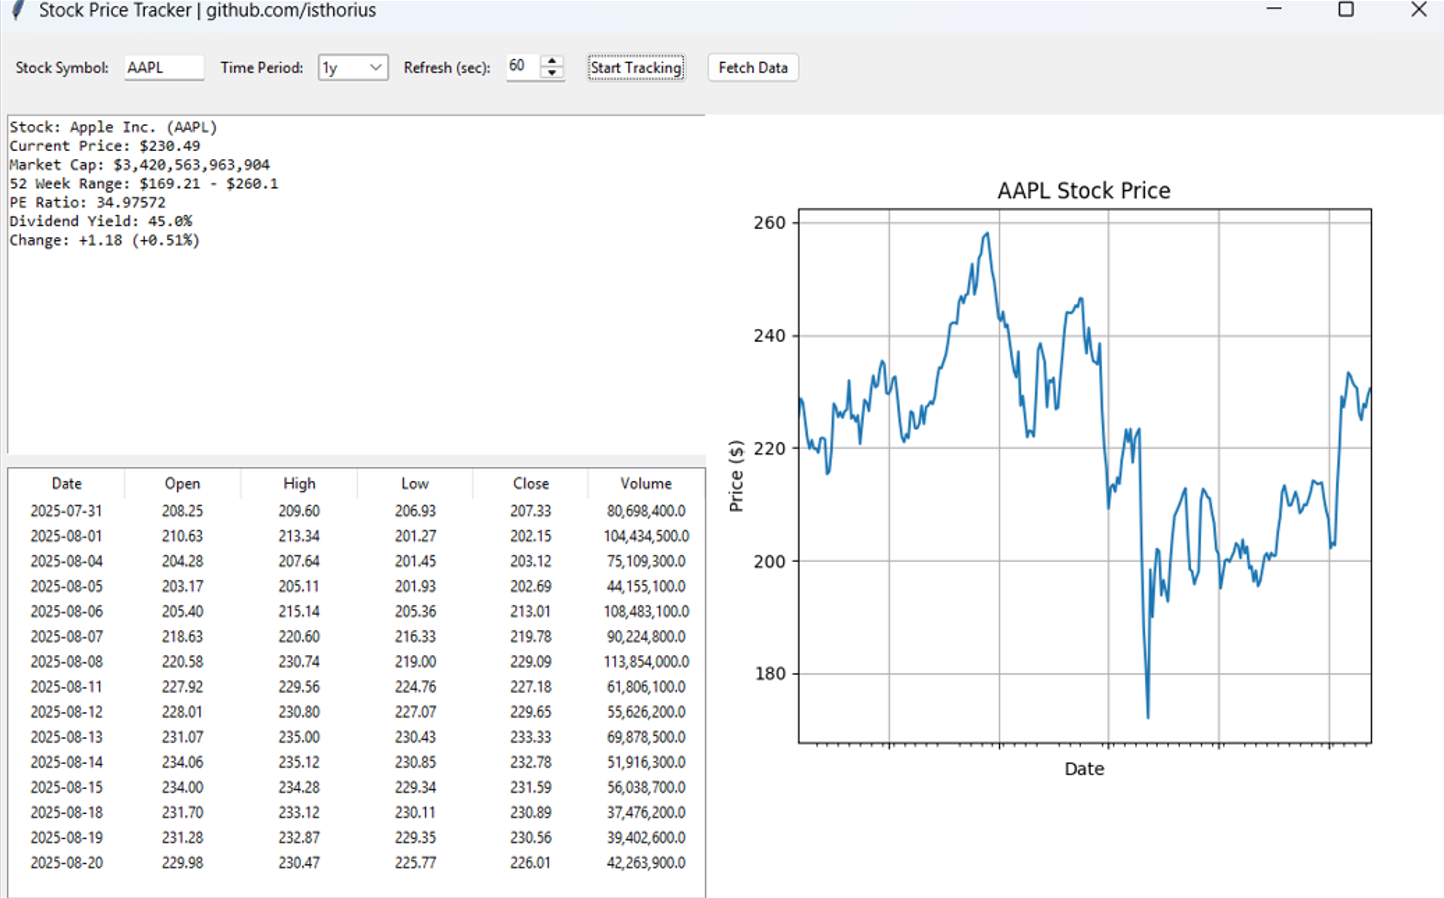 Stock Price Tracker | github.com/isthorius
Stock Symbol: AAPL Time Period: 1y Refresh (sec): 60 Start Tracking Fetch Data
Stock: Apple Inc. (AAPL)
Current Price: $230.49
Market Cap: $3,420,563,963,904
52 Week Range: $169.21 - $260.1
PE Ratio: 34.97572
Dividend Yield: 45.0%
Change: +1.18 (+0.51%)
Date Open High Low Close Volume
2025-07-31 208.25 209.60 206.93 207.33 80,698,400.0
2025-08-01 210.63 213.34 201.27 202.15 104,434,500.0
2025-08-04 204.28 207.64 201.45 203.12 75,109,300.0
2025-08-05 203.17 205.11 201.93 202.69 44,155,100.0
2025-08-06 205.40 215.14 205.36 213.01 108,483,100.0
2025-08-07 218.63 220.60 216.33 219.78 90,224,800.0
2025-08-08 220.58 230.74 219.00 229.09 113,854,000.0
2025-08-11 227.92 229.56 224.76 227.18 61,806,100.0
2025-08-12 228.01 230.80 227.07 229.65 55,626,200.0
2025-08-13 231.07 235.00 230.43 233.33 69,878,500.0
2025-08-14 234.06 235.12 230.85 232.78 51,916,300.0
2025-08-15 234.00 234.28 229.34 231.59 56,038,700.0
2025-08-18 231.70 233.12 230.11 230.89 37,476,200.0
2025-08-19 231.28 232.87 229.35 230.56 39,402,600.0
2025-08-20 229.98 230.47 225.77 226.01 42,263,900.0
AAPL Stock Price
260
240
220
200
180
Price ($)
Date